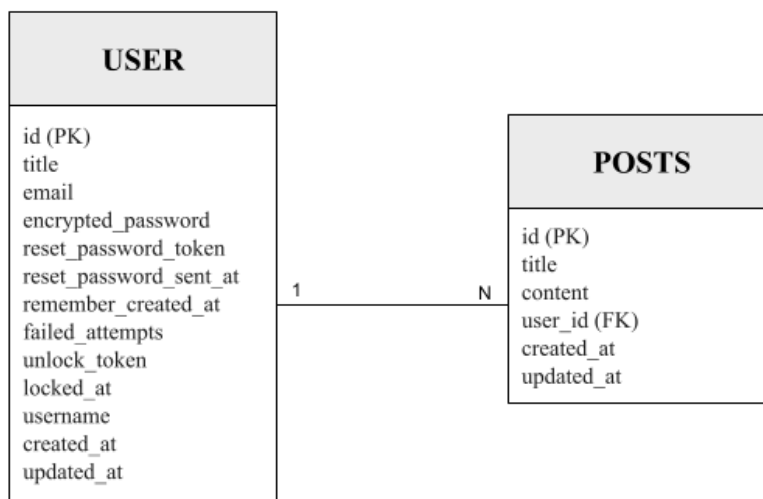 USER
id (PK)
title
email
encrypted_password
reset_password_token
reset_password_sent_at
remember_created_at
failed_attempts
unlock_token
locked_at
username
created_at
updated_at
1
N
POSTS
id (PK)
title
content
user_id (FK)
created_at
updated_at